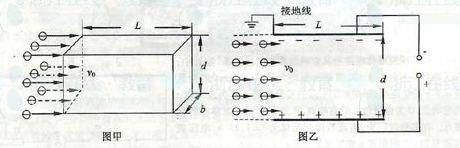 接地线
L
L
v₀
d
b
v₀
d
-
+
- - - -
+ + + + +
图甲
图乙